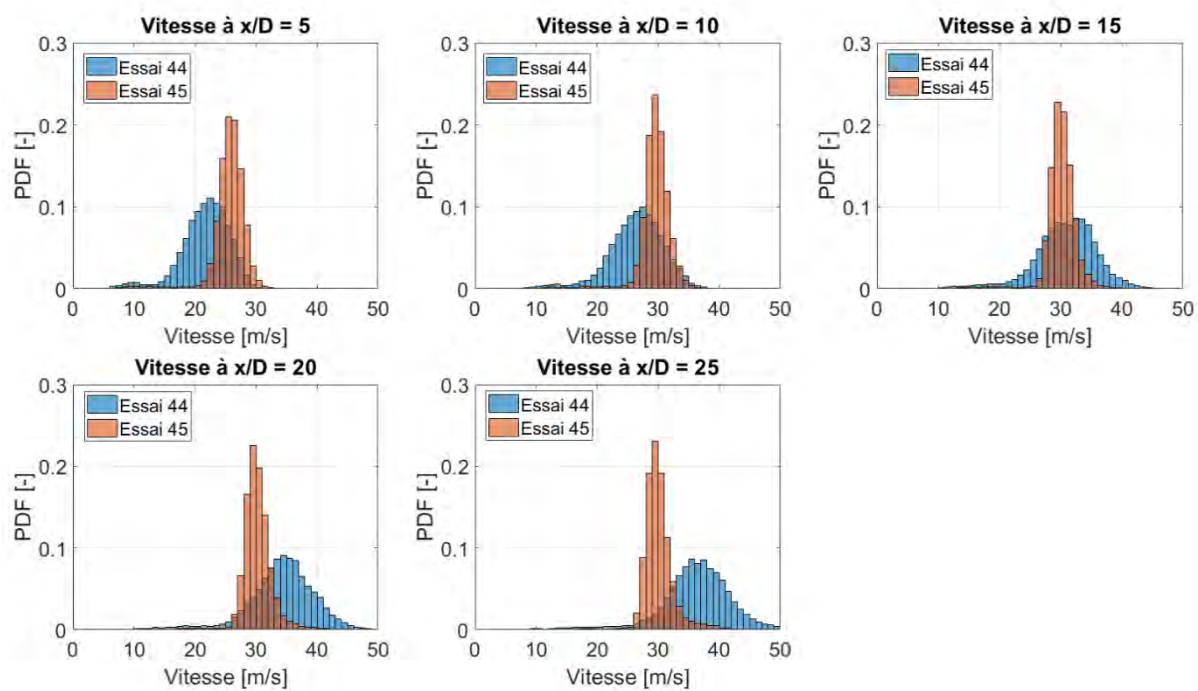 Vitesse à x/D = 5
0.3
0.2
0.1
0
PDF [-]
Essai 44
Essai 45
0 10 20 30 40 50
Vitesse [m/s]
Vitesse à x/D = 10
0.3
0.2
0.1
0
PDF [-]
Essai 44
Essai 45
0 10 20 30 40 50
Vitesse [m/s]
Vitesse à x/D = 15
0.3
0.2
0.1
0
PDF [-]
Essai 44
Essai 45
0 10 20 30 40 50
Vitesse [m/s]
Vitesse à x/D = 20
0.3
0.2
0.1
0
PDF [-]
Essai 44
Essai 45
0 10 20 30 40 50
Vitesse [m/s]
Vitesse à x/D = 25
0.3
0.2
0.1
0
PDF [-]
Essai 44
Essai 45
0 10 20 30 40 50
Vitesse [m/s]